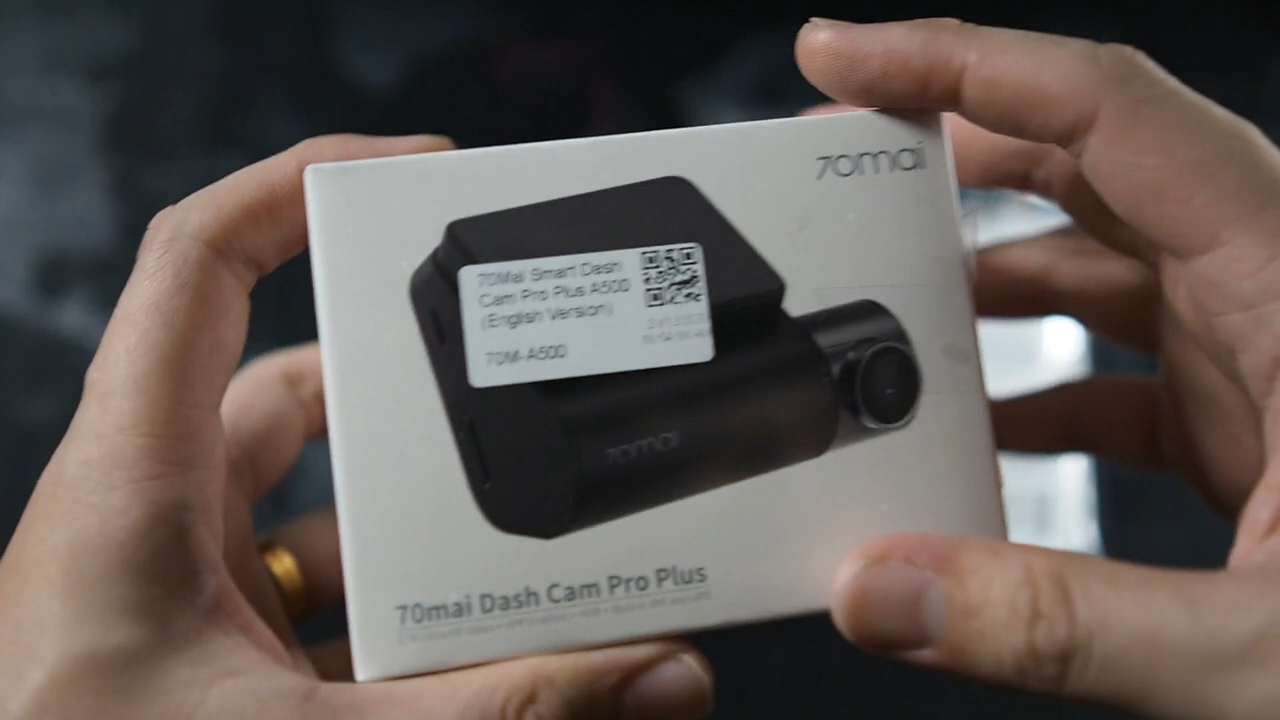 70mai
70Mai Smart Dash
Cam Pro Plus A500
(English Version)
70M-A500
70mai
70mai Dash Cam Pro Plus